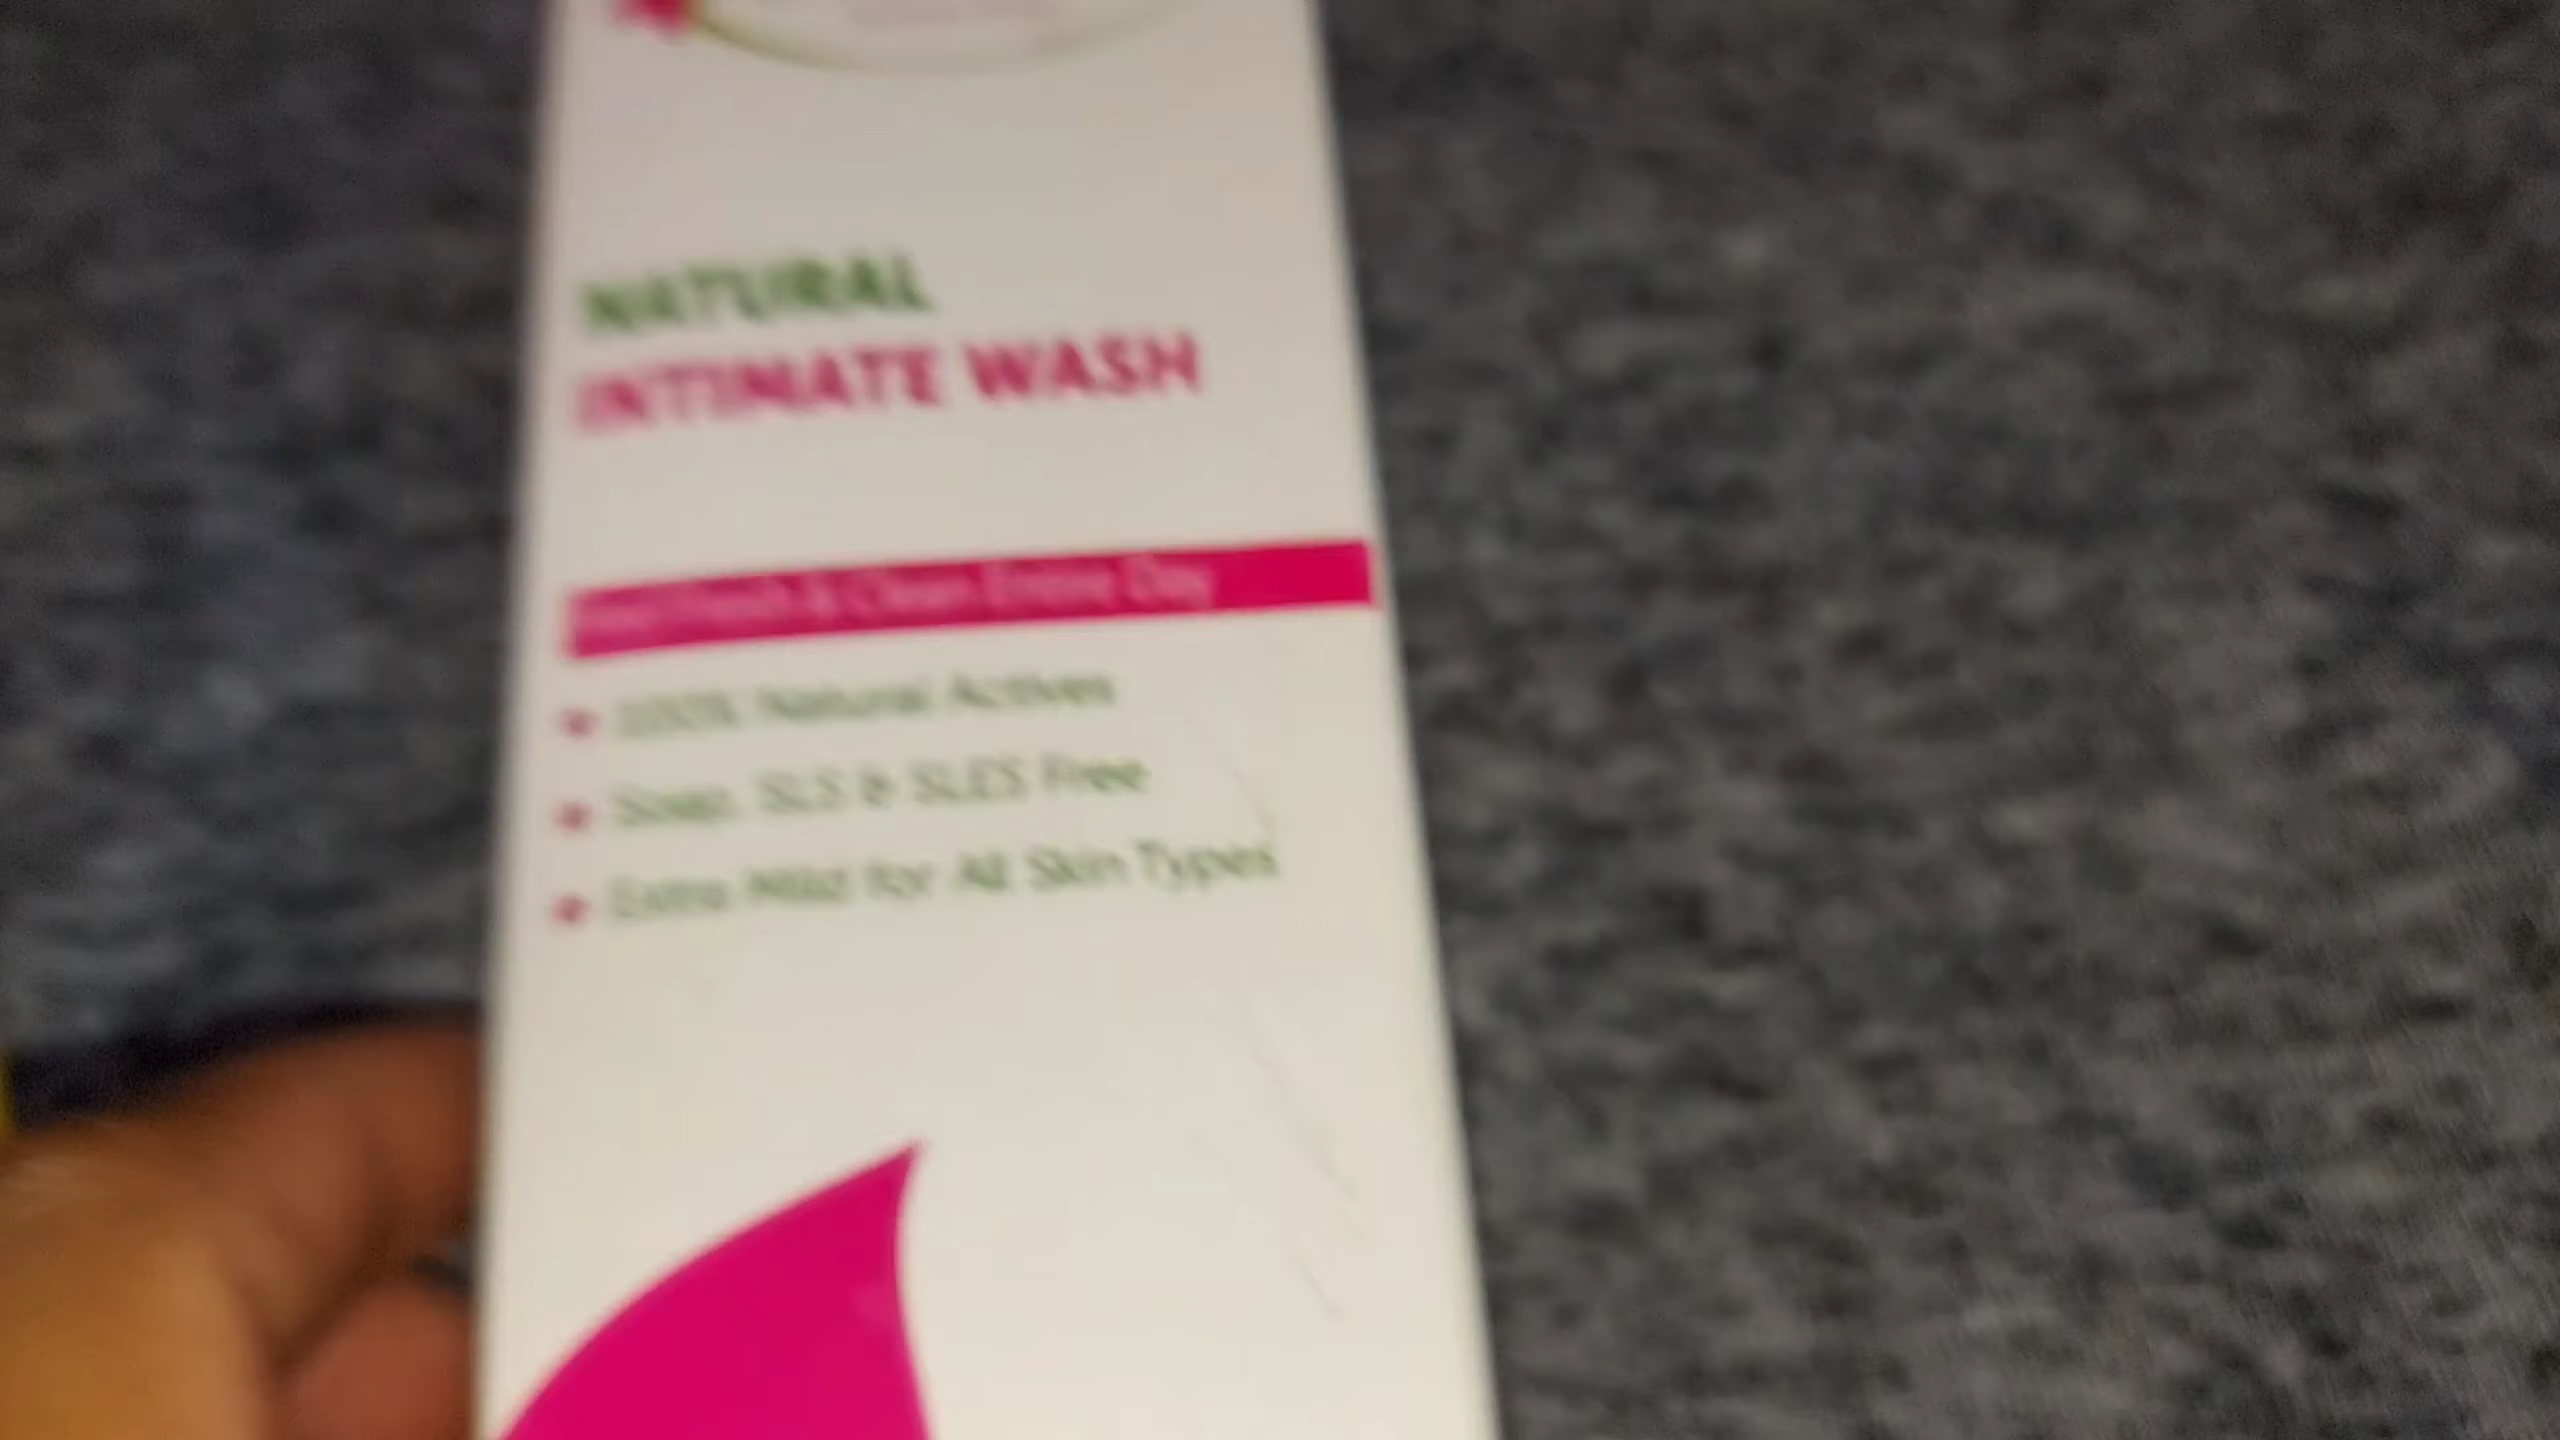 NATURAL
INTIMATE WASH
Feel Fresh & Clean Entire Day
100% Natural Actives
Soap, SLS & SLES Free
Extra Mild for All Skin Types